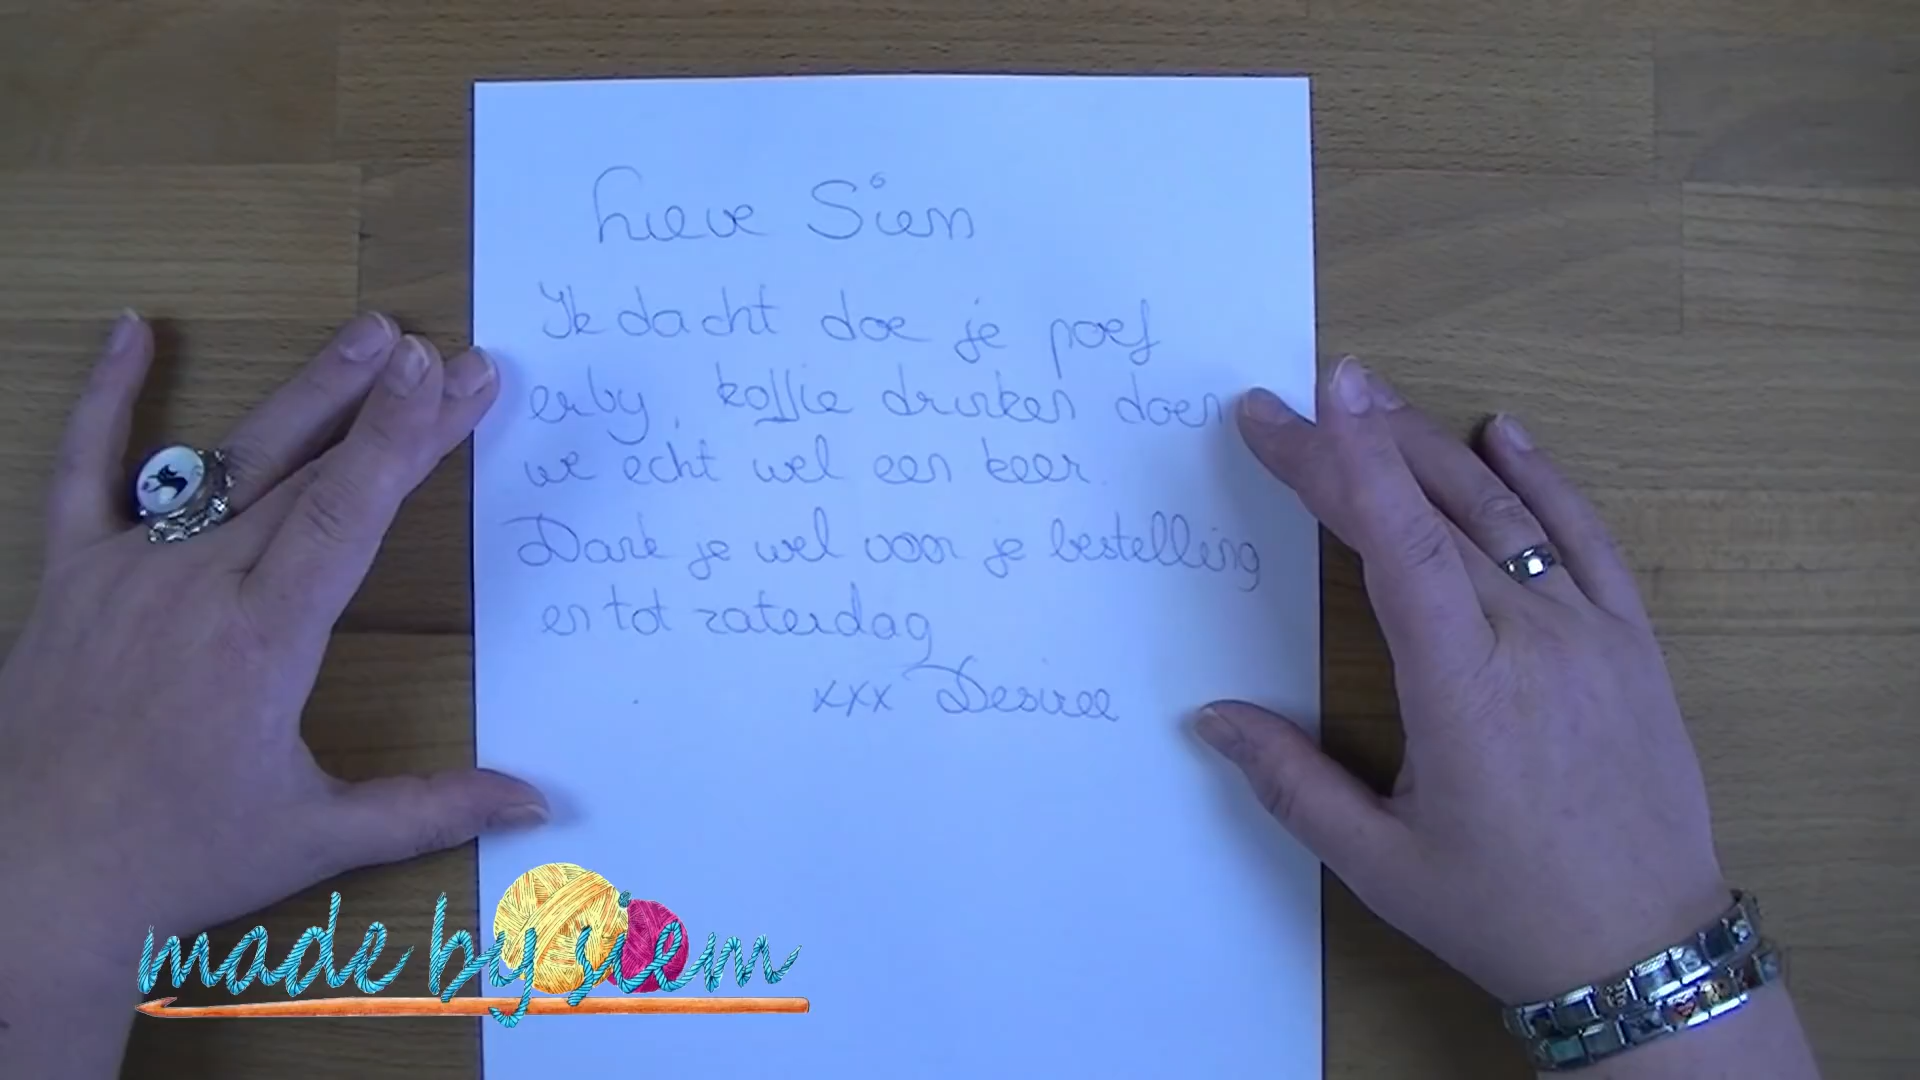 Lieve Siem
Ik dacht doe je poef
erby, koffie drinken doen
we echt wel een keer.
Dank je wel voor je bestelling
en tot zaterdag
xxx Desiree
made by siem